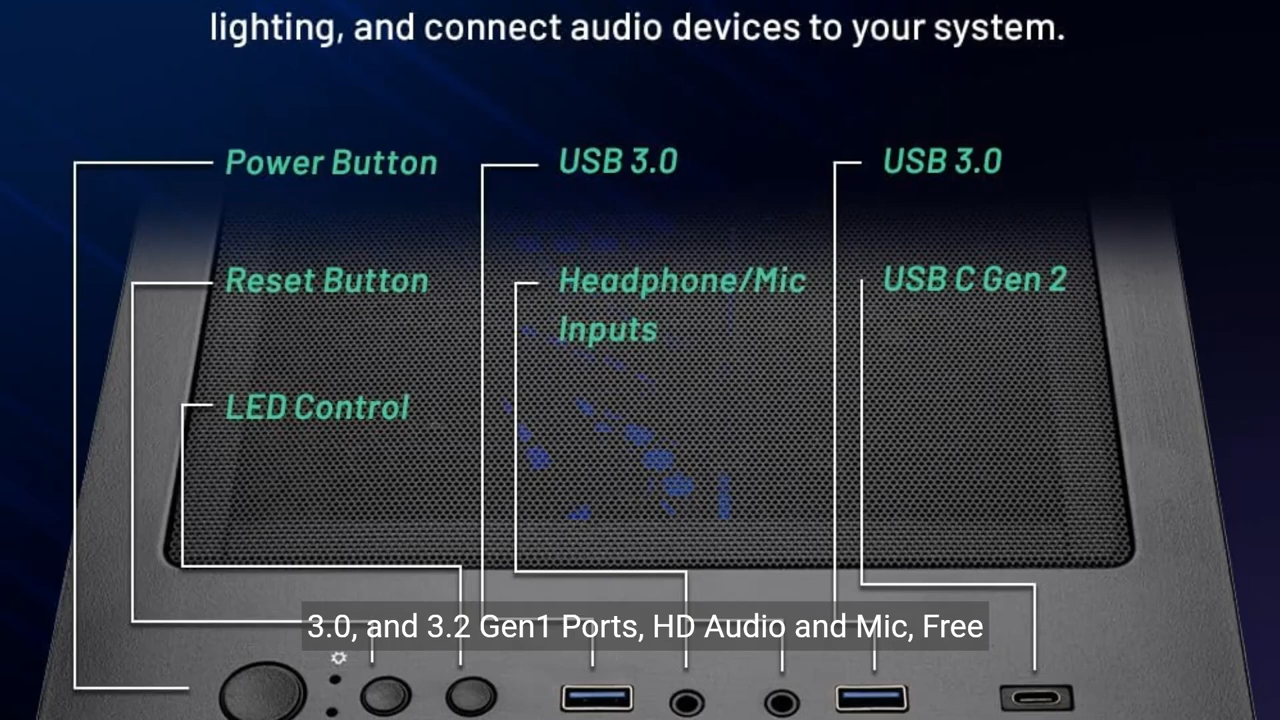 lighting, and connect audio devices to your system.
Power Button
USB 3.0
USB 3.0
Reset Button
Headphone/Mic
Inputs
USB C Gen 2
LED Control
3.0, and 3.2 Gen1 Ports, HD Audio and Mic, Free